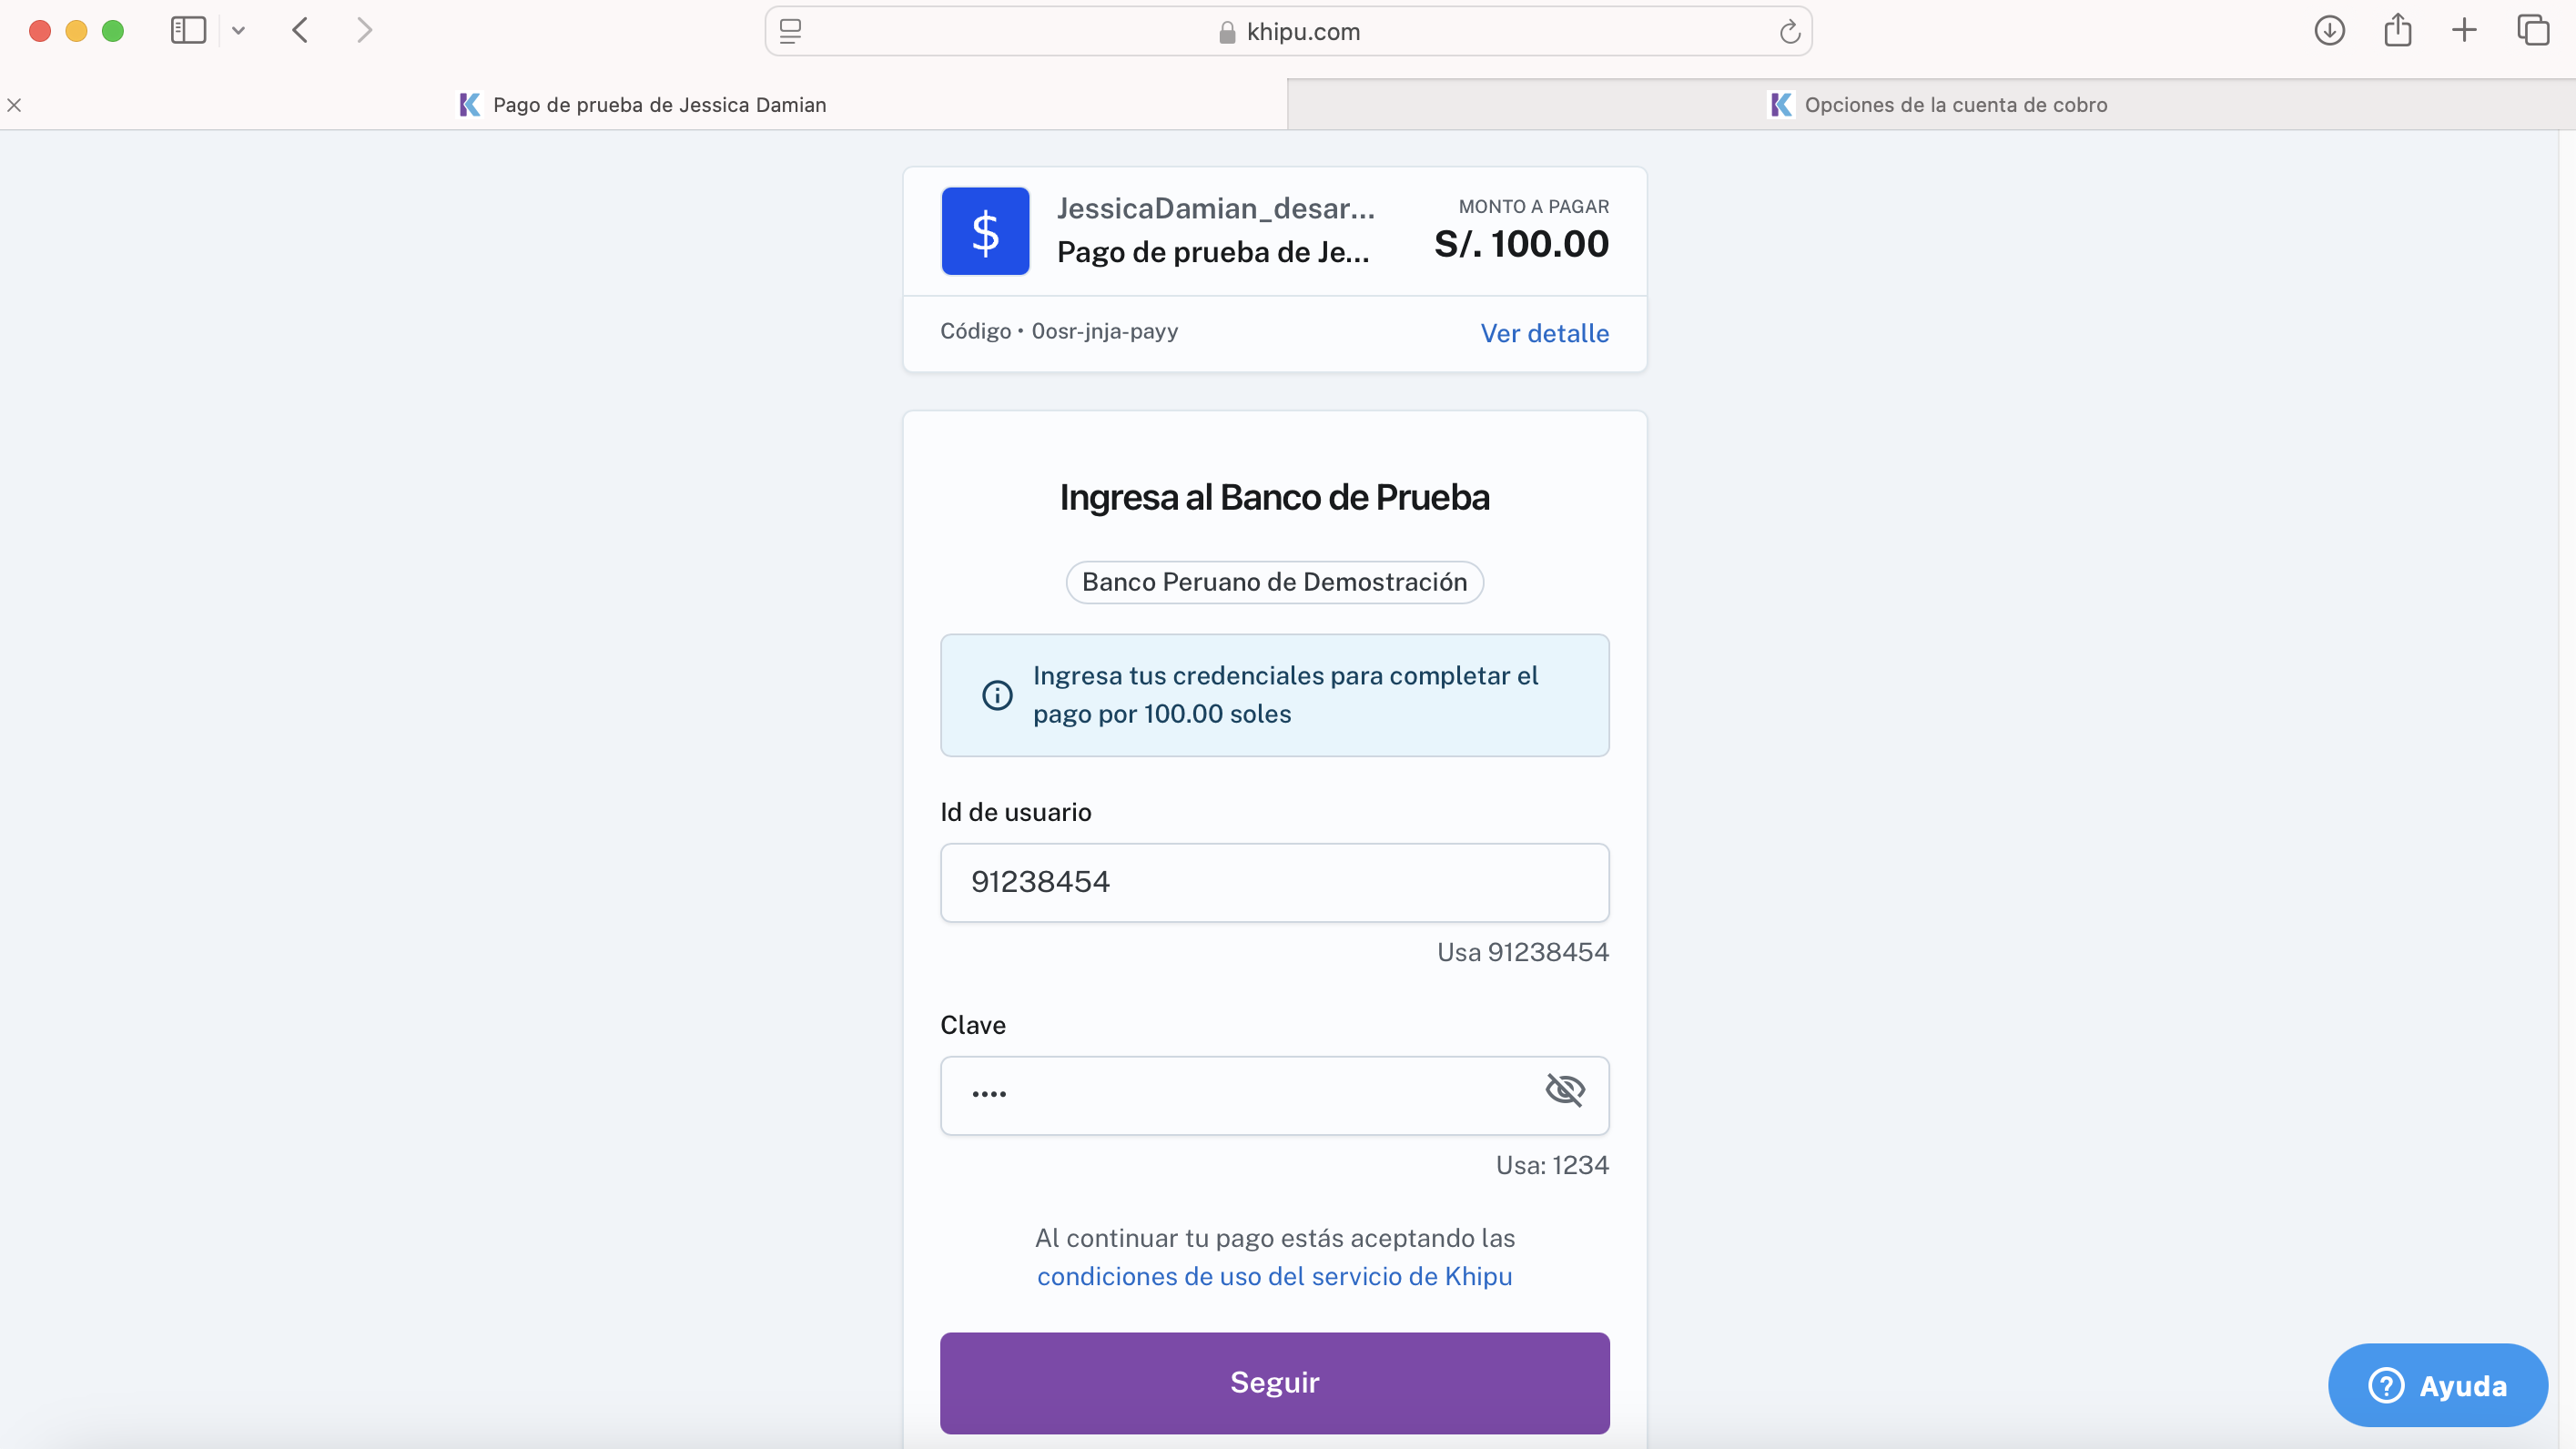 khipu.com
Pago de prueba de Jessica Damian
Opciones de la cuenta de cobro
$
JessicaDamian_desar...
Pago de prueba de Je...
MONTO A PAGAR
S/. 100.00
Código • 0osr-jnja-payy
Ver detalle
Ingresa al Banco de Prueba
Banco Peruano de Demostración
Ingresa tus credenciales para completar el
pago por 100.00 soles
Id de usuario
91238454
Usa 91238454
Clave
••••
Usa: 1234
Al continuar tu pago estás aceptando las
condiciones de uso del servicio de Khipu
Seguir
Ayuda